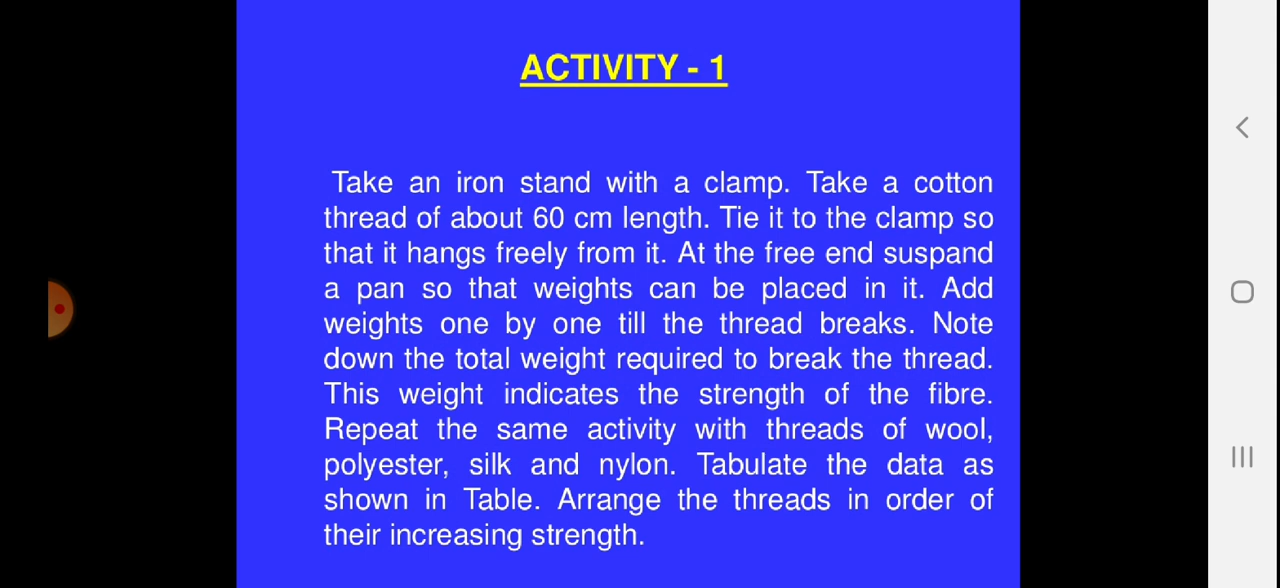 ACTIVITY - 1
Take an iron stand with a clamp. Take a cotton
thread of about 60 cm length. Tie it to the clamp so
that it hangs freely from it. At the free end suspand
a pan so that weights can be placed in it. Add
weights one by one till the thread breaks. Note
down the total weight required to break the thread.
This weight indicates the strength of the fibre.
Repeat the same activity with threads of wool,
polyester, silk and nylon. Tabulate the data as
shown in Table. Arrange the threads in order of
their increasing strength.